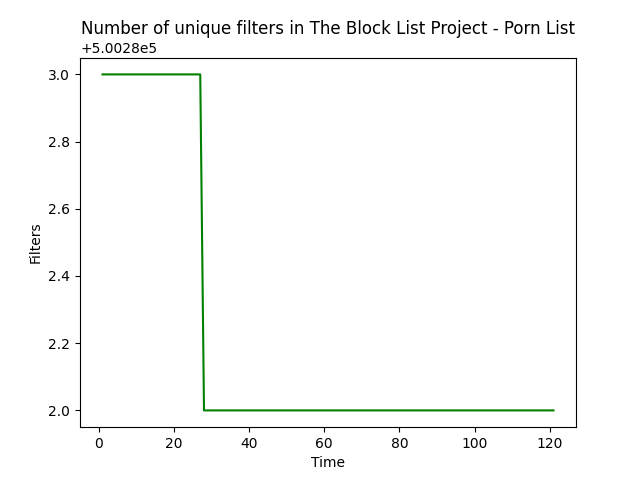 Number of unique filters in The Block List Project - Porn List
+5.0028e5
3.0
2.8
2.6
2.4
2.2
2.0
Filters
0 20 40 60 80 100 120
Time